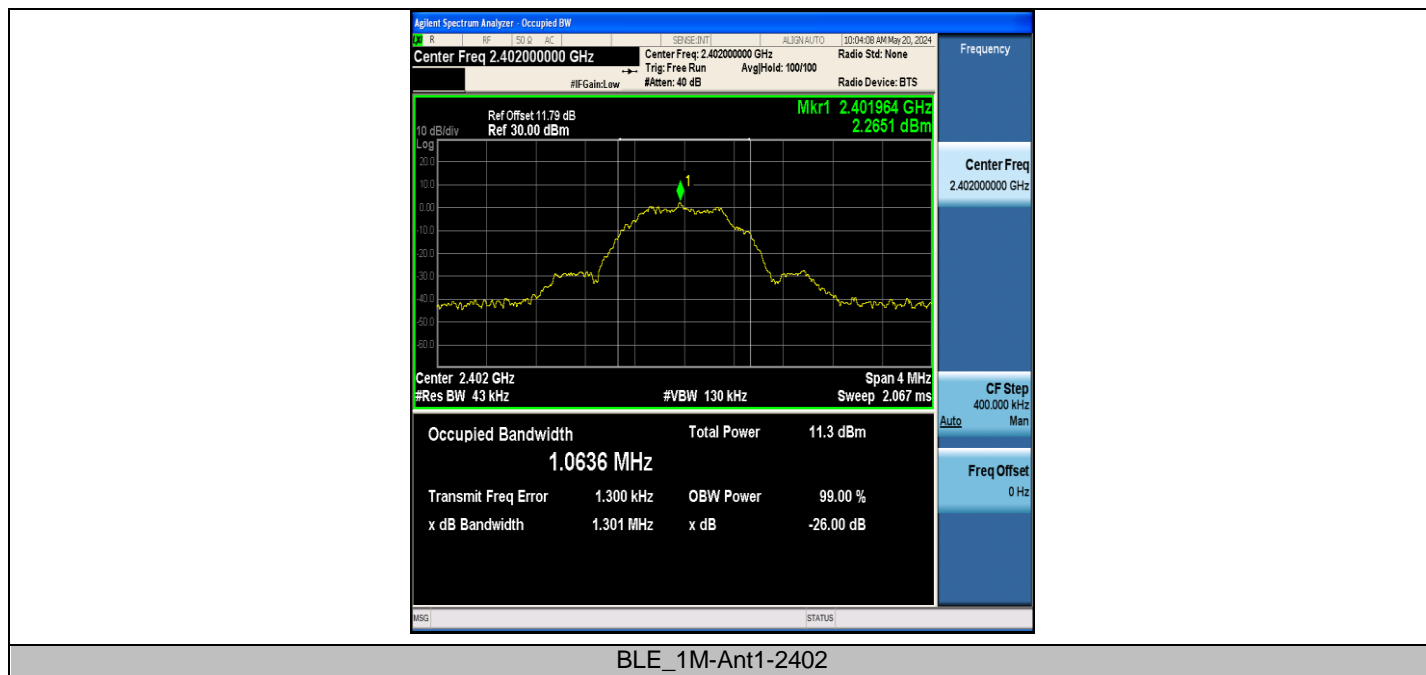 Agilent Spectrum Analyzer - Occupied BW
R RF 50 Ω AC SENSE:INT ALIGN AUTO 10:04:08 AM May 20, 2024
Center Freq 2.402000000 GHz
Center Freq: 2.402000000 GHz
Radio Std: None
Trig: Free Run Avg|Hold: 100/100
#IFGain:Low #Atten: 40 dB Radio Device: BTS
Frequency
Mkr1 2.401964 GHz
2.2651 dBm
Ref Offset 11.79 dB
10 dB/div Ref 30.00 dBm
Log
20.0
10.0
0.00
-10.0
-20.0
-30.0
-40.0
-50.0
-60.0
1
Center Freq
2.402000000 GHz
Center 2.402 GHz Span 4 MHz
#Res BW 43 kHz #VBW 130 kHz Sweep 2.067 ms
CF Step
400.000 kHz
Auto Man
Occupied Bandwidth Total Power 11.3 dBm
1.0636 MHz
Transmit Freq Error 1.300 kHz OBW Power 99.00 %
x dB Bandwidth 1.301 MHz x dB -26.00 dB
Freq Offset
0 Hz
MSG STATUS
BLE_1M-Ant1-2402